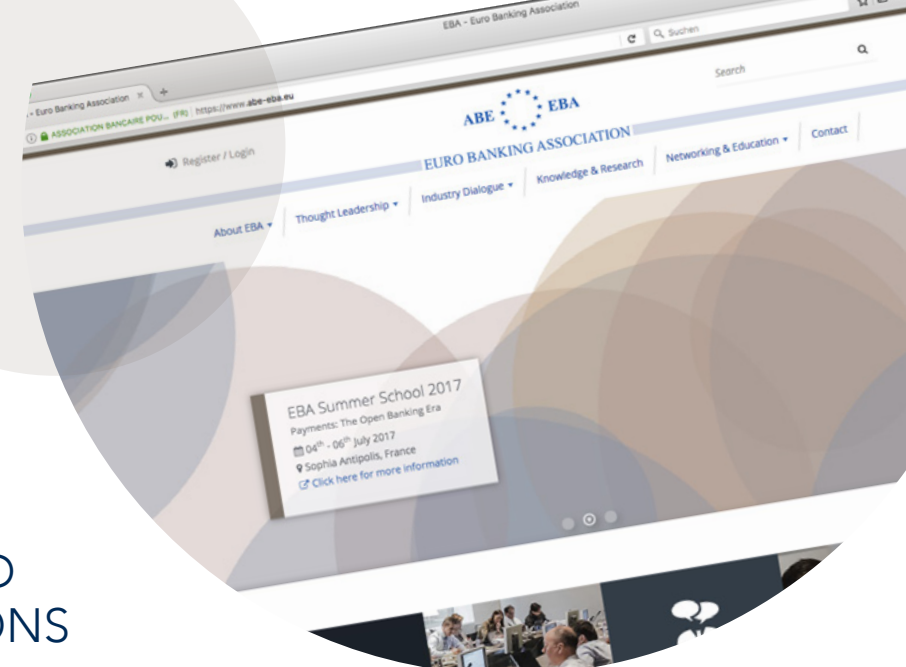 EBA - Euro Banking Association
- Euro Banking Association
ASSOCIATION BANCAIRE POU... (FR) https://www.abe-eba.eu
Suchen
Search
Register / Login
ABE EBA
EURO BANKING ASSOCIATION
About EBA
Thought Leadership
Industry Dialogue
Knowledge & Research
Networking & Education
Contact
EBA Summer School 2017
Payments: The Open Banking Era
04th - 06th July 2017
Sophia Antipolis, France
Click here for more information
ONS